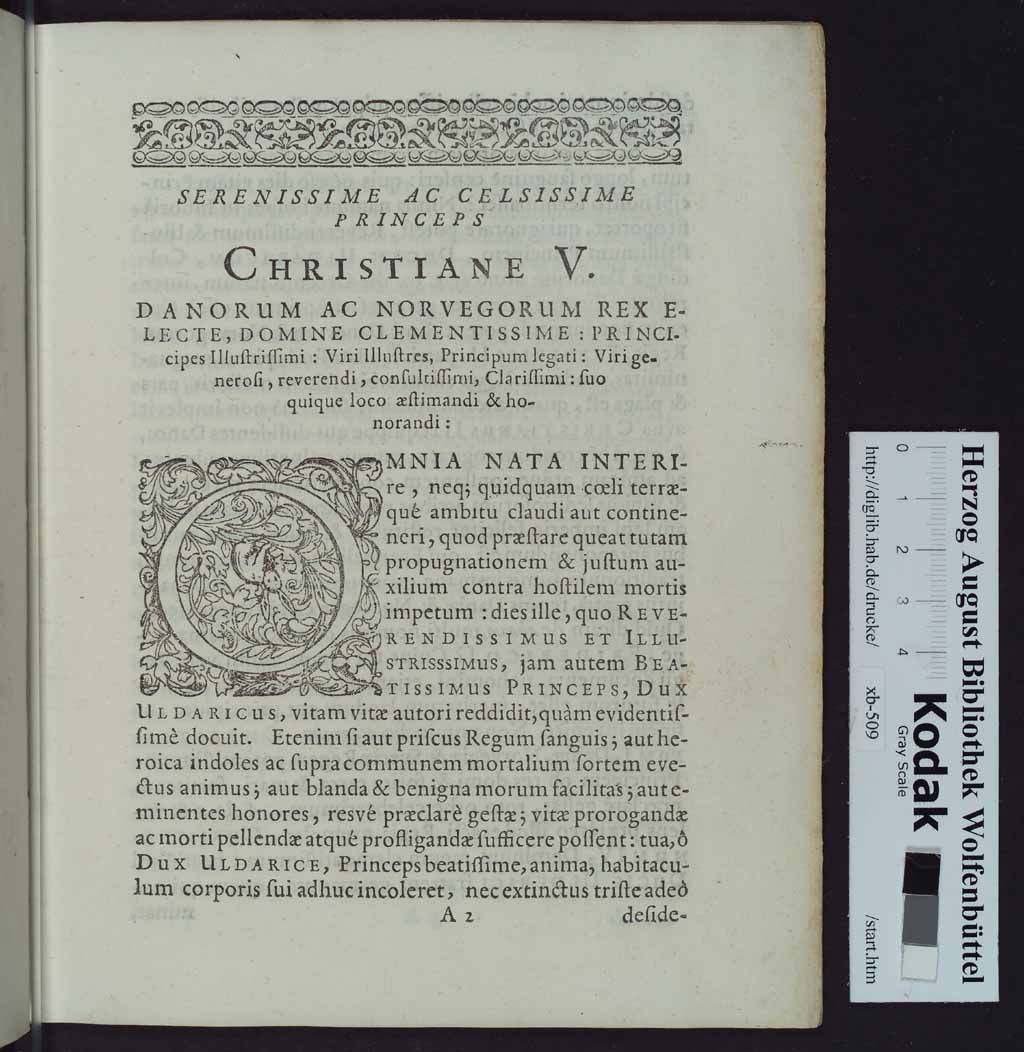 SERENISSIME AC CELSISSIME
PRINCEPS
CHRISTIANE V.
DANORUM AC NORVEGORUM REX E-
LECTE, DOMINE CLEMENTISSIME : PRINCI-
cipes Illuſtriſſimi : Viri Illuſtres, Principum legati : Viri ge-
neroſi, reverendi, conſultiſſimi, Clariſſimi : ſuo
quique loco æſtimandi & ho-
norandi :
OMNIA NATA INTERI-
re, neq; quidquam cœli terræ-
qué ambitu claudi aut contine-
neri, quod præſtare queat tutam
propugnationem & juſtum au-
xilium contra hoſtilem mortis
impetum : dies ille, quo REVE-
RENDISSIMUS ET ILLU-
STRISSSIMUS, jam autem BEA-
TISSIMUS PRINCEPS, DUX
ULDARICUS, vitam vitæ autori reddidit, quàm evidentiſ-
ſimè docuit. Etenim ſi aut priſcus Regum ſanguis; aut he-
roica indoles ac ſupra communem mortalium ſortem eve-
ctus animus; aut blanda & benigna morum facilitas; aut e-
minentes honores, resvé præclarè geſtæ; vitæ prorogandæ
ac morti pellendæ atqué profligandæ ſufficere poſſent : tua, ô
DUX ULDARICE, Princeps beatiſſime, anima, habitacu-
lum corporis ſui adhuc incoleret, nec extinctus triſte adeò
A 2 deſide-
Herzog August Bibliothek Wolfenbüttel
Kodak
Gray Scale
0 1 2 3 4
http://diglib.hab.de/drucke/ xb-509 /start.htm